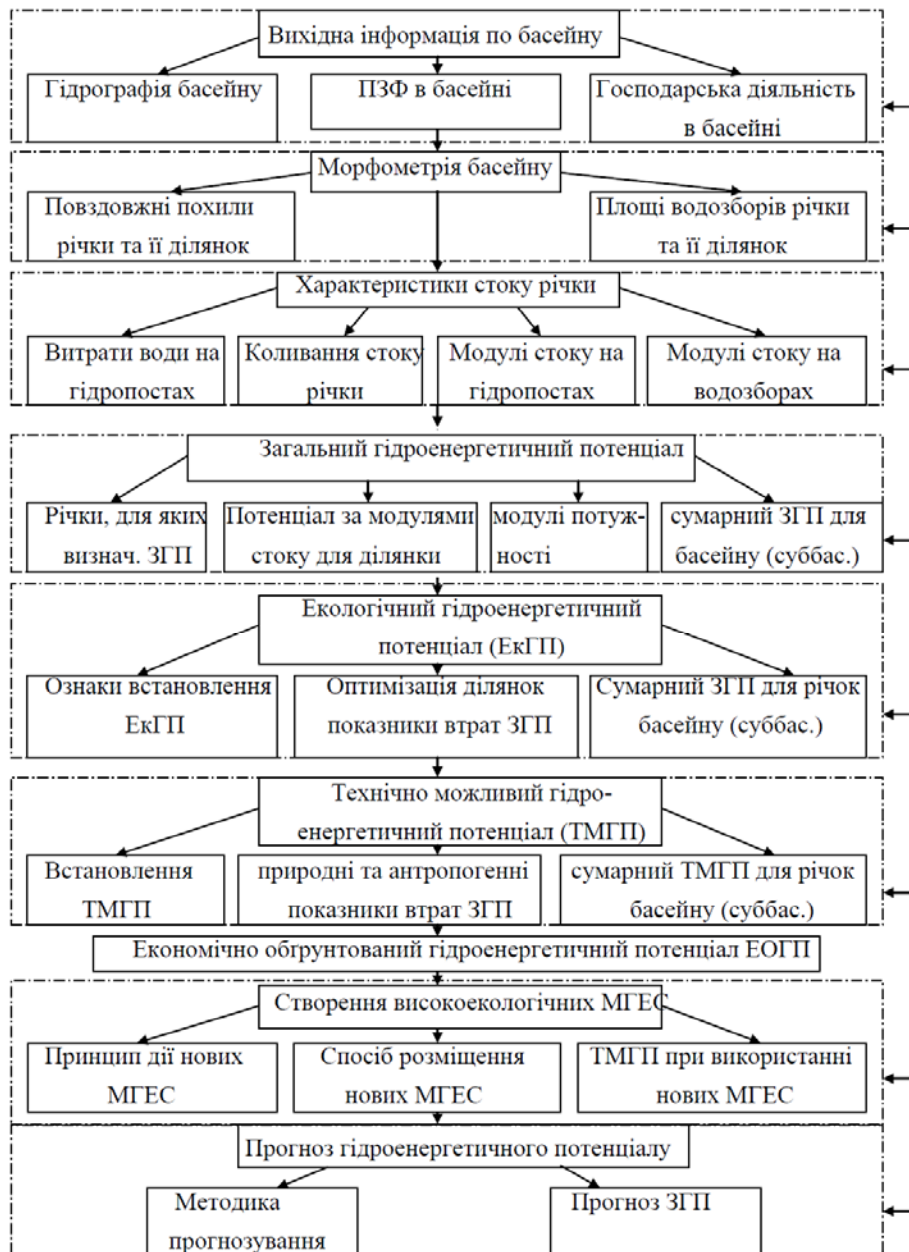 Вихідна інформація по басейну
Гідрографія басейну
ПЗФ в басейні
Господарська діяльність
в басейні
Морфометрія басейну
Повздовжні похили
річки та її ділянок
Площі водозборів річки
та її ділянок
Характеристики стоку річки
Витрати води на
гідропостах
Коливання стоку
річки
Модулі стоку на
гідропостах
Модулі стоку на
водозборах
Загальний гідроенергетичний потенціал
Річки, для яких
визнач. ЗГП
Потенціал за модулями
стоку для ділянки
модулі потуж-
ності
сумарний ЗГП для
басейну (суббас.)
Екологічний гідроенергетичний
потенціал (ЕкГП)
Ознаки встановлення
ЕкГП
Оптимізація ділянок
показники втрат ЗГП
Сумарний ЗГП для річок
басейну (суббас.)
Технічно можливий гідро-
енергетичний потенціал (ТМГП)
Встановлення
ТМГП
природні та антропогенні
показники втрат ЗГП
сумарний ТМГП для річок
басейну (суббас.)
Економічно обґрунтований гідроенергетичний потенціал ЕОГП
Створення високоекологічних МГЕС
Принцип дії нових
МГЕС
Спосіб розміщення
нових МГЕС
ТМГП при використанні
нових МГЕС
Прогноз гідроенергетичного потенціалу
Методика
прогнозування
Прогноз ЗГП